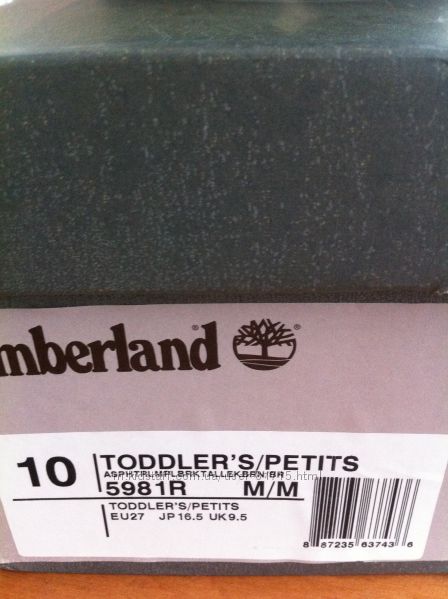 mberland®
10 TODDLER'S/PETITS
5981R M/M
TODDLER'S/PETITS
EU27 JP16.5 UK9.5
8 87235 63743 6